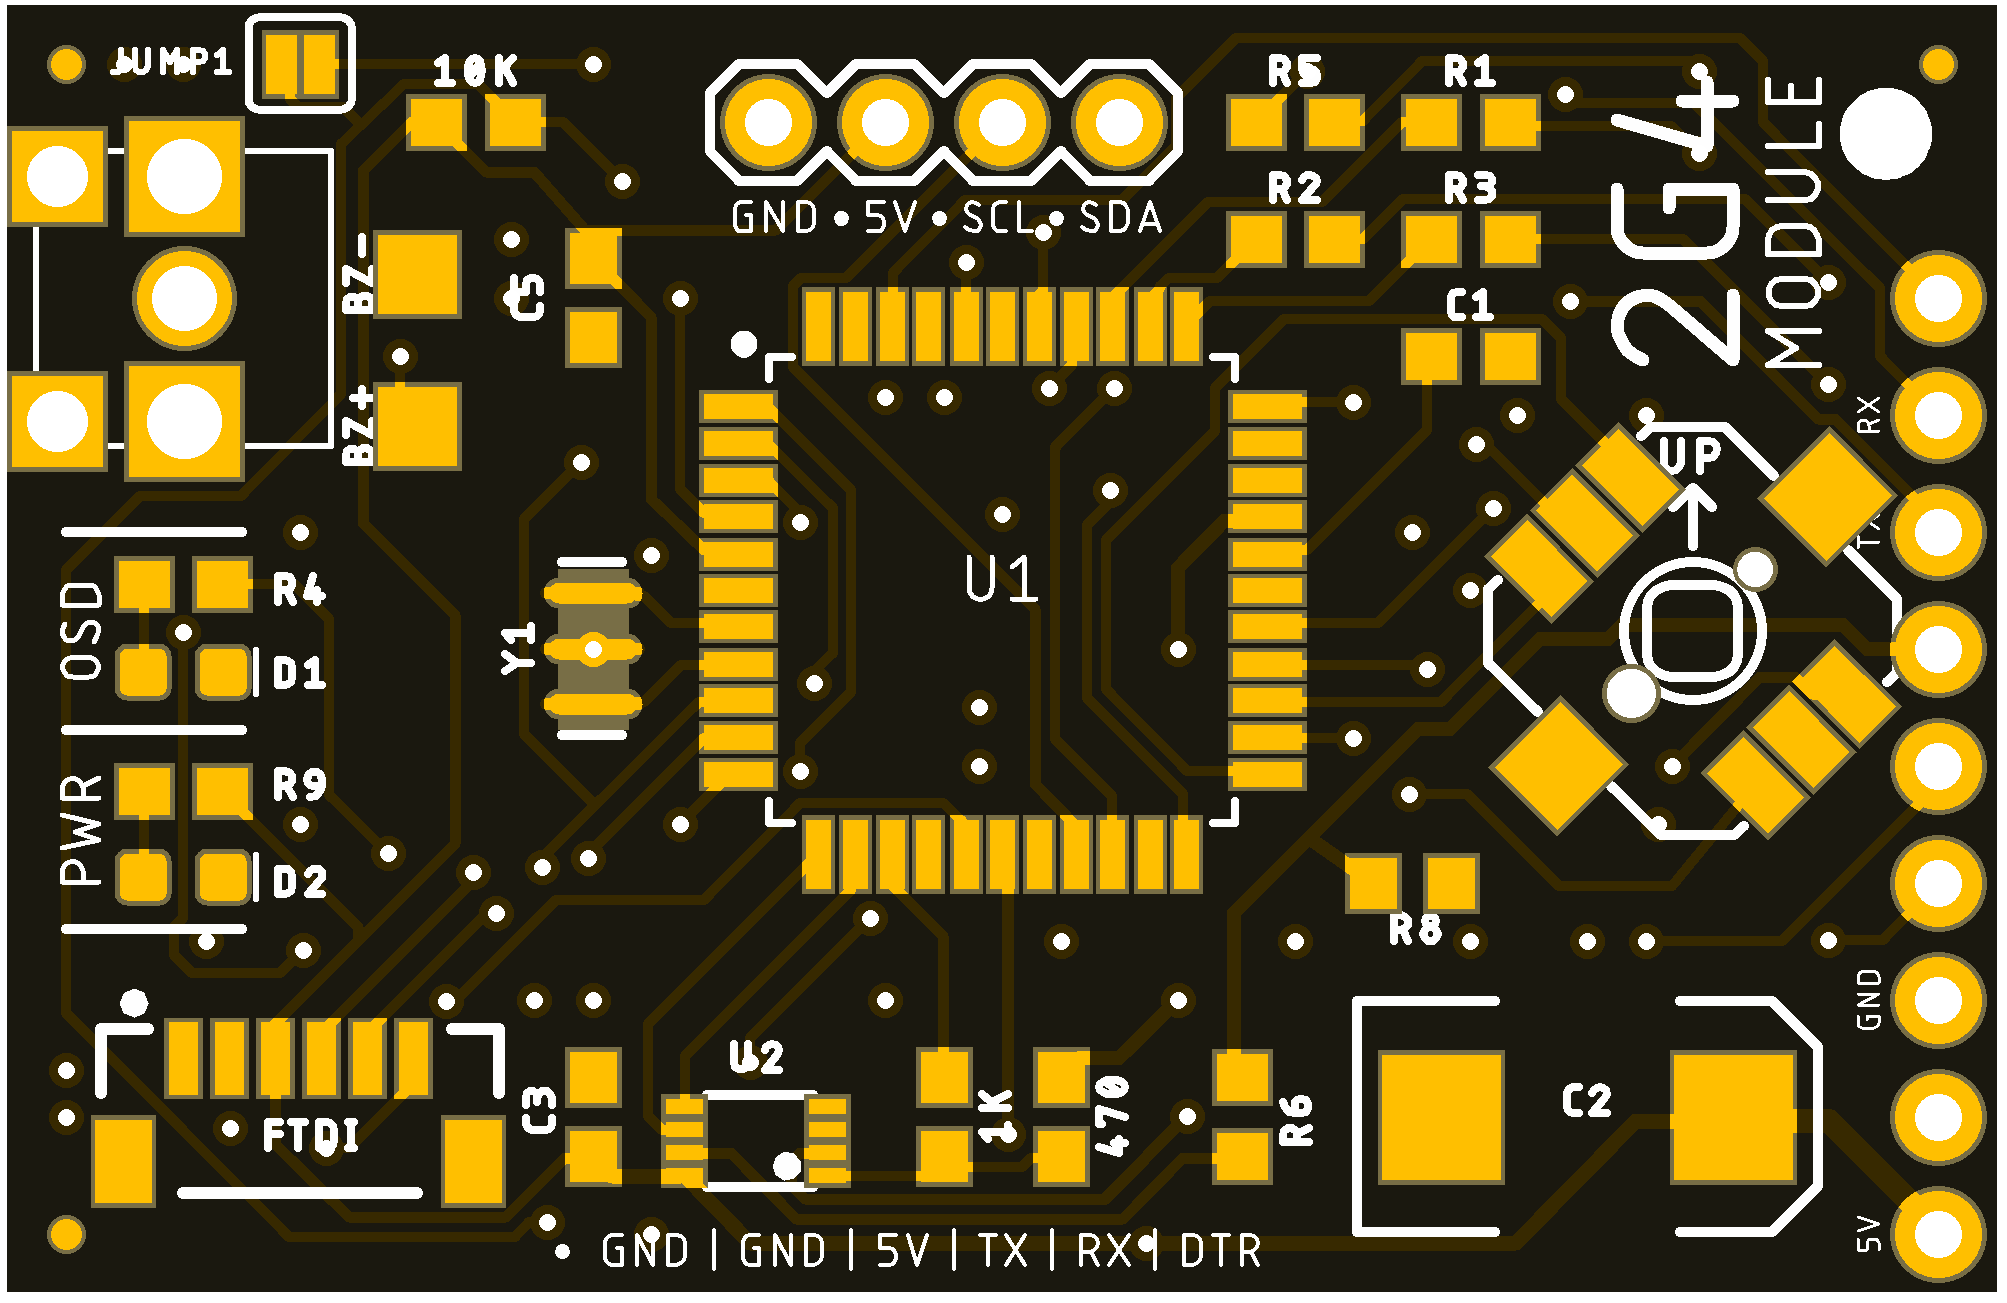 JUMP1
10K
R5
R1
2G4
MODULE
R2
R3
GND • 5V • SCL • SDA
BZ-
C5
C1
BZ+
RX
UP
TX
OSD
R4
U1
Y1
D1
PWR
R9
D2
R8
GND
U2
C3
FTDI
1K
470
R6
C2
5V
GND | GND | 5V | TX | RX | DTR